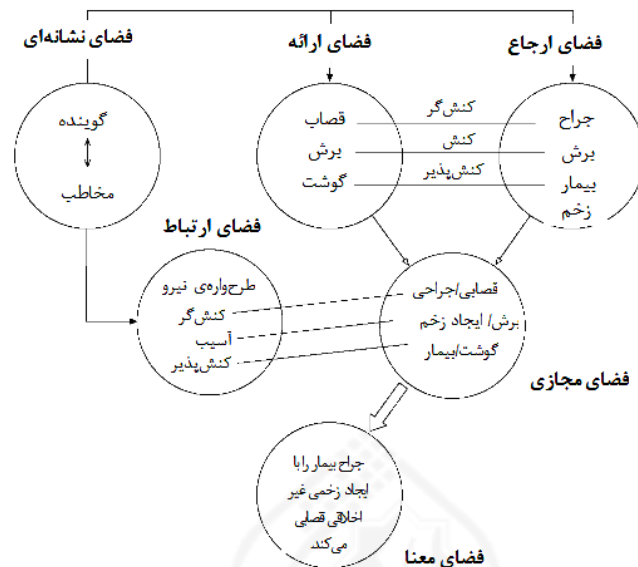 فضای ارجاع
فضای ارائه
فضای نشانه‌ای
جراح
برش
بیمار
زخم
کنش‌گر
کنش
کنش‌پذیر
قصاب
برش
گوشت
گوینده
مخاطب
فضای ارتباط
طرح‌واره‌ی نیرو
کنش‌گر
آسیب
کنش‌پذیر
قصابی/جراحی
برش/ ایجاد زخم
گوشت/بیمار
فضای مجازی
جراح بیمار را با
ایجاد زخمی غیر
اخلاقی قصابی
می‌کند
فضای معنا